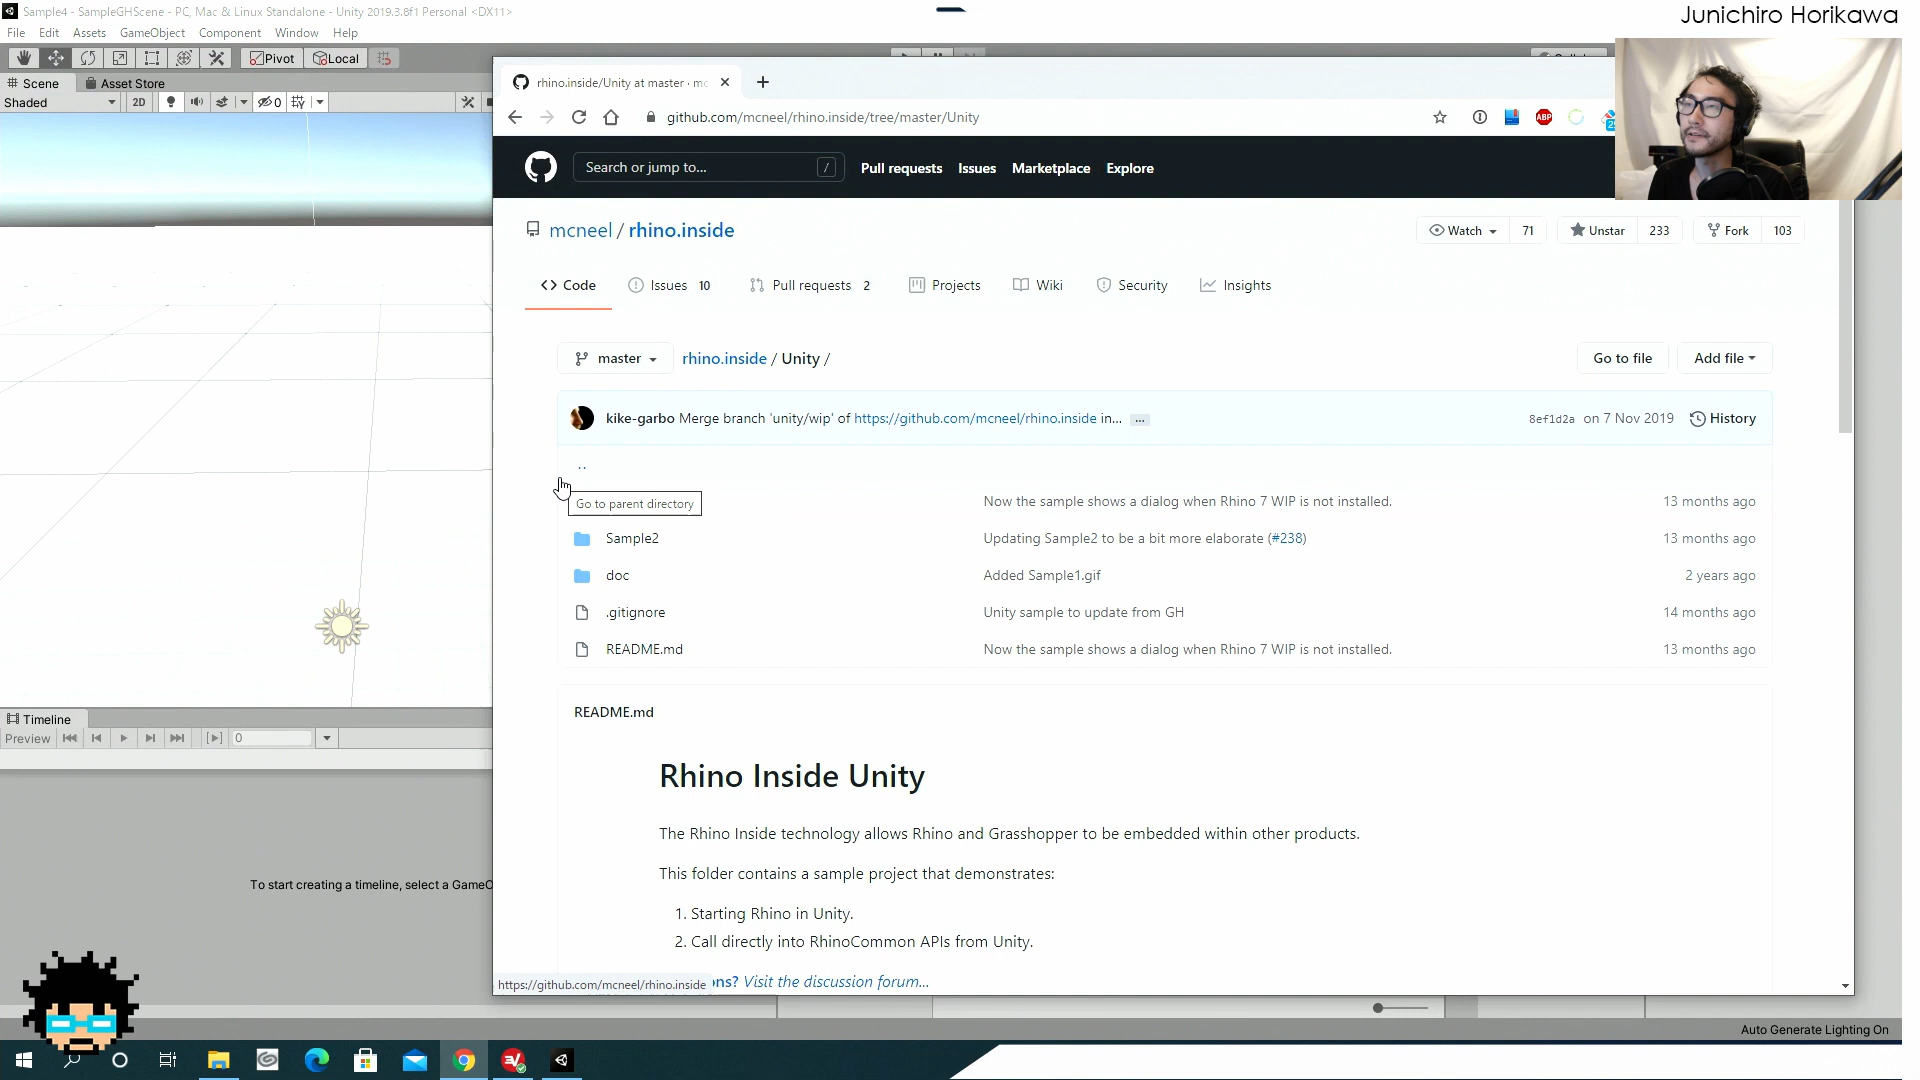 Sample4 - SampleGHScene - PC, Mac & Linux Standalone - Unity 2019.3.8f1 Personal <DX11>
Junichiro Horikawa
File Edit Assets GameObject Component Window Help
Pivot Local
Scene Asset Store
Shaded 2D 0
rhino.inside/Unity at master · mc
github.com/mcneel/rhino.inside/tree/master/Unity
ABP
Search or jump to... / Pull requests Issues Marketplace Explore
mcneel / rhino.inside
Watch 71 Unstar 233 Fork 103
Code Issues 10 Pull requests 2 Projects Wiki Security Insights
master rhino.inside / Unity / Go to file Add file
kike-garbo Merge branch 'unity/wip' of https://github.com/mcneel/rhino.inside in... ... 8ef1d2a on 7 Nov 2019 History
..
Go to parent directory
Now the sample shows a dialog when Rhino 7 WIP is not installed. 13 months ago
Sample2 Updating Sample2 to be a bit more elaborate (#238) 13 months ago
doc Added Sample1.gif 2 years ago
.gitignore Unity sample to update from GH 14 months ago
README.md Now the sample shows a dialog when Rhino 7 WIP is not installed. 13 months ago
README.md
Rhino Inside Unity
The Rhino Inside technology allows Rhino and Grasshopper to be embedded within other products.
This folder contains a sample project that demonstrates:
1. Starting Rhino in Unity.
2. Call directly into RhinoCommon APIs from Unity.
ons? Visit the discussion forum...
https://github.com/mcneel/rhino.inside
Timeline
Preview 0
To start creating a timeline, select a GameO
Auto Generate Lighting On